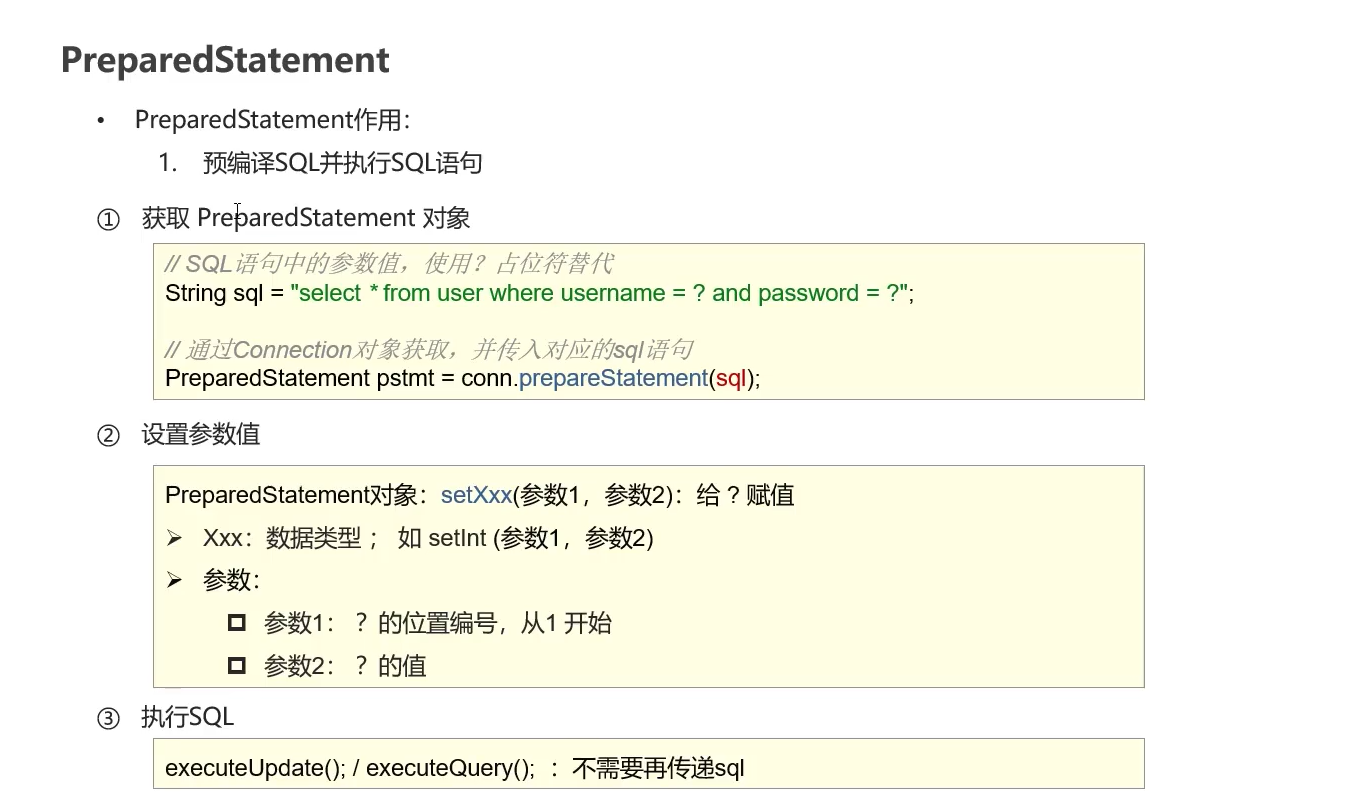 PreparedStatement
• PreparedStatement作用：
1. 预编译SQL并执行SQL语句
① 获取 PreparedStatement 对象
// SQL语句中的参数值，使用？占位符替代
String sql = "select * from user where username = ? and password = ?";
// 通过Connection对象获取，并传入对应的sql语句
PreparedStatement pstmt = conn.prepareStatement(sql);
② 设置参数值
PreparedStatement对象：setXxx(参数1，参数2)：给 ? 赋值
➢ Xxx：数据类型 ； 如 setInt (参数1，参数2)
➢ 参数：
参数1： ？的位置编号，从1 开始
参数2： ？的值
③ 执行SQL
executeUpdate(); / executeQuery(); ：不需要再传递sql